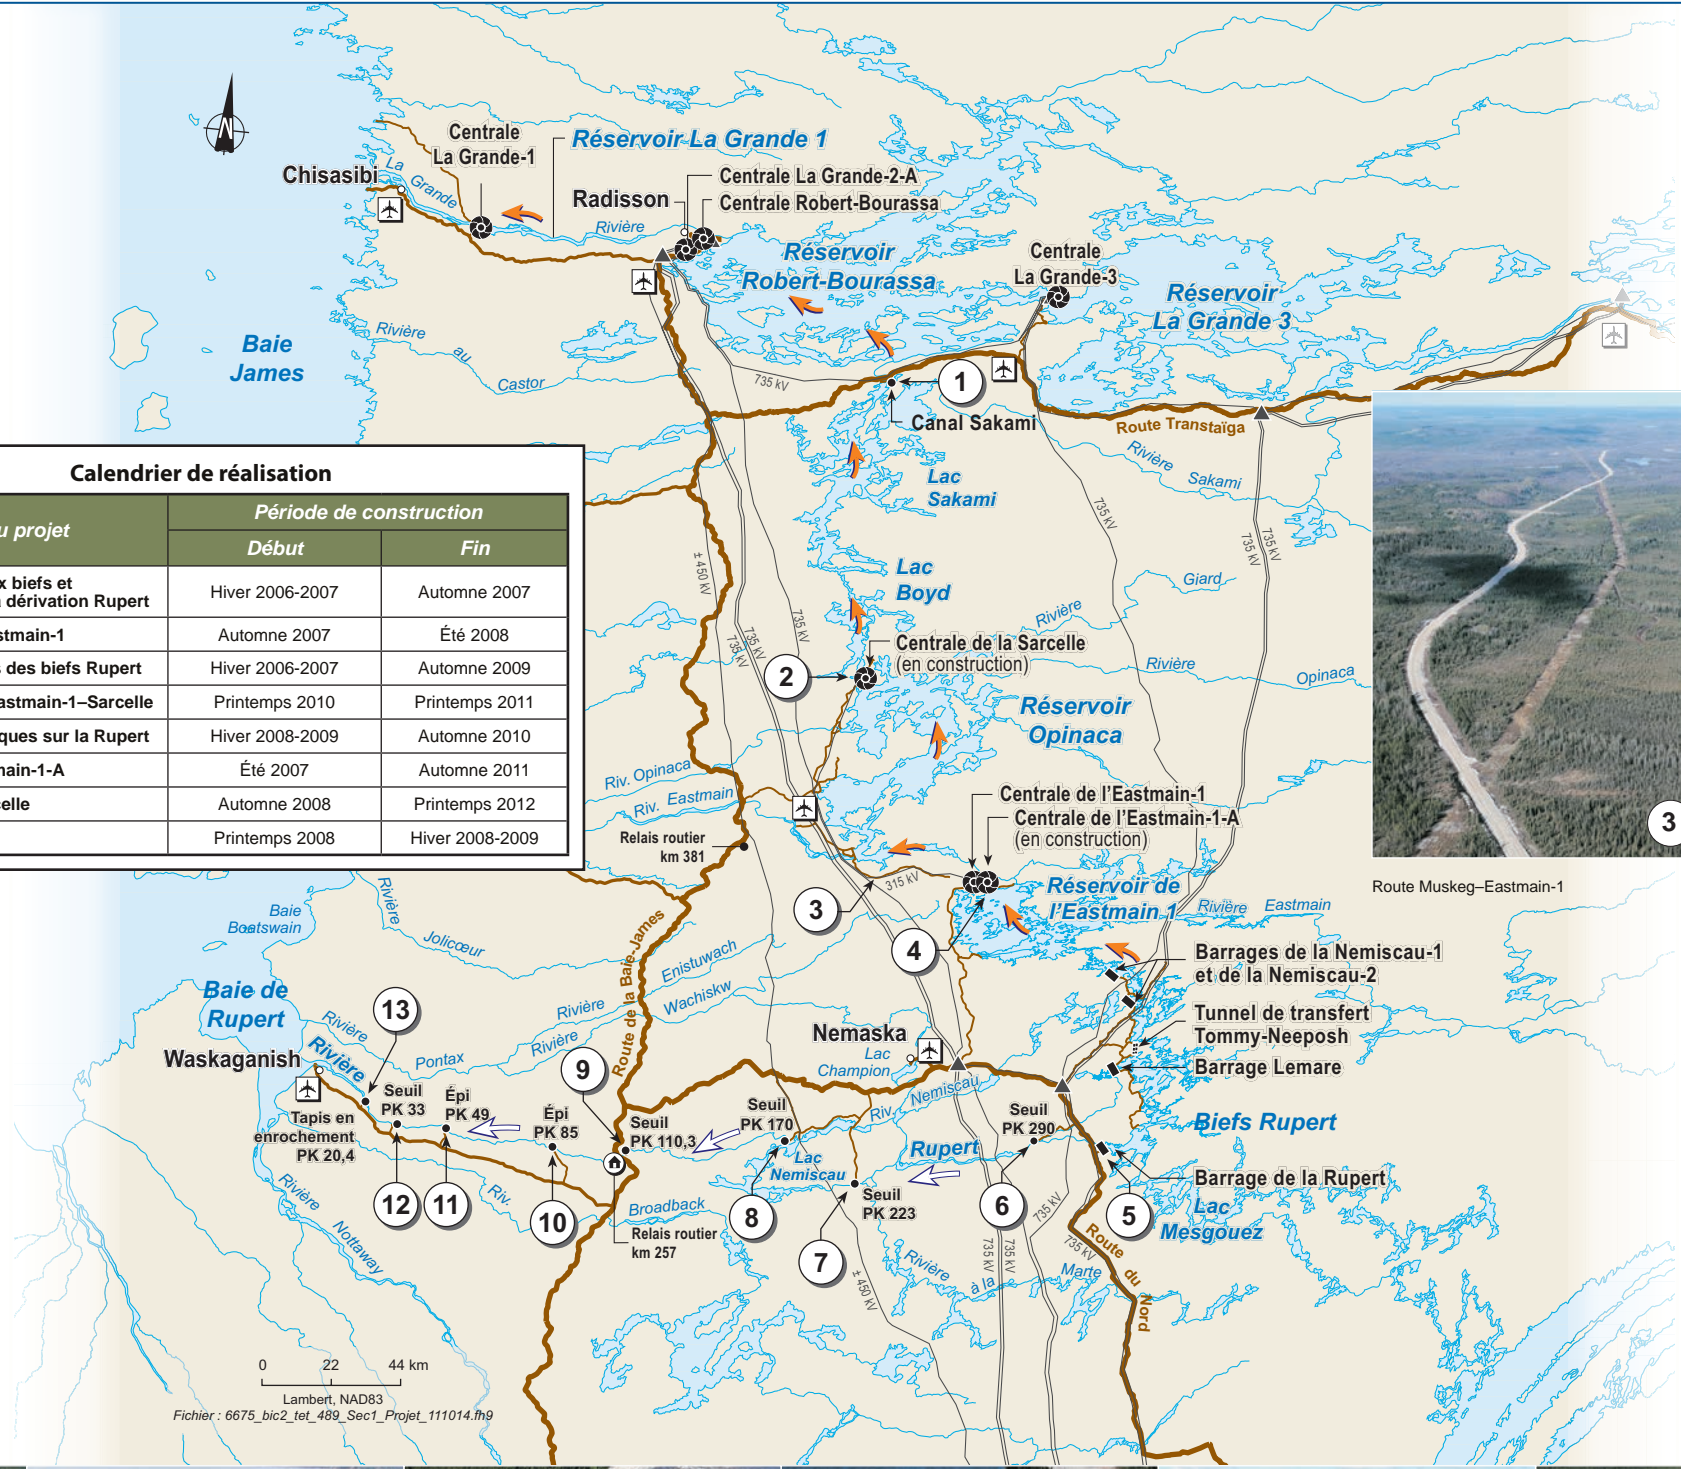 N
Centrale
La Grande-1
Réservoir La Grande 1
Chisasibi
La Grande
Rivière
Radisson
Centrale La Grande-2-A
Centrale Robert-Bourassa
Réservoir
Robert-Bourassa
Centrale
La Grande-3
Réservoir
La Grande 3
Baie
James
Rivière
au
Castor
735 kV
1
Canal Sakami
Route Transtaïga
Rivière
Sakami
Lac
Sakami
735 kV
735 kV
735 kV
Calendrier de réalisation
u projet
Période de construction
Début
Fin
x biefs et
dérivation Rupert
Hiver 2006-2007
Automne 2007
stmain-1
Automne 2007
Été 2008
s des biefs Rupert
Hiver 2006-2007
Automne 2009
astmain-1–Sarcelle
Printemps 2010
Printemps 2011
ques sur la Rupert
Hiver 2008-2009
Automne 2010
main-1-A
Été 2007
Automne 2011
celle
Automne 2008
Printemps 2012
Printemps 2008
Hiver 2008-2009
± 450 kV
735 kV
735 kV
735 kV
Lac
Boyd
Rivière
Giard
Centrale de la Sarcelle
(en construction)
2
Rivière
Opinaca
Réservoir
Opinaca
Riv. Opinaca
Riv. Eastmain
Relais routier
km 381
Centrale de l'Eastmain-1
Centrale de l'Eastmain-1-A
(en construction)
3
Route Muskeg–Eastmain-1
315 kV
3
4
Réservoir de
l'Eastmain 1
Rivière Eastmain
Baie
Boatswain
Rivière
Jolicœur
Route de la Baie-James
Rivière
Enistuwach
Rivière
Wachiskw
Barrages de la Nemiscau-1
et de la Nemiscau-2
Tunnel de transfert
Tommy-Neeposh
Barrage Lemare
Baie de
Rupert
13
Rivière
Pontax
Waskaganish
Rivière
Nemaska
Lac
Champion
9
Tapis en
enrochement
PK 20,4
Seuil
PK 33
Épi
PK 49
Épi
PK 85
Seuil
PK 110,3
Seuil
PK 170
Riv. Nemiscau
Seuil
PK 290
Biefs Rupert
Rupert
Lac
Nemiscau
Barrage de la Rupert
Seuil
PK 223
12
11
10
8
7
6
5
Lac
Mesgouez
Riv.
Broadback
Relais routier
km 257
Rivière
Nottaway
Rivière
à la
Marte
± 450 kV
735 kV
735 kV
735 kV
735 kV
Route du Nord
0 22 44 km
Lambert, NAD83
Fichier : 6675_bic2_tet_489_Sec1_Projet_111014.fh9